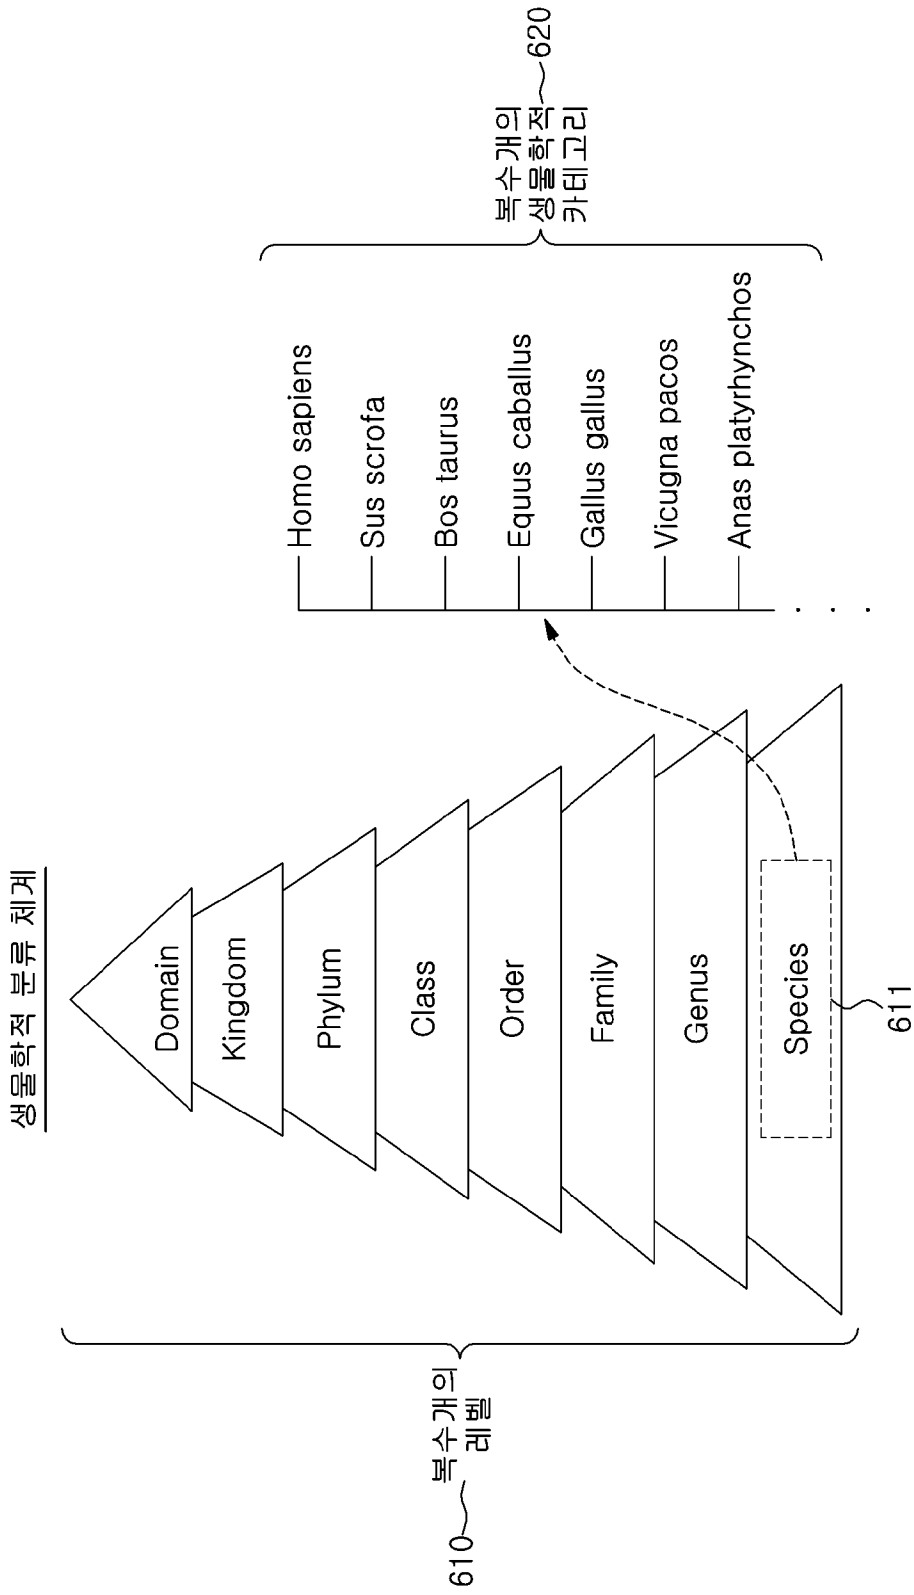 생물학적 분류 체계
610
복수개의
레벨
Domain
Kingdom
Phylum
Class
Order
Family
Genus
Species
611
Homo sapiens
Sus scrofa
Bos taurus
Equus caballus
Gallus gallus
Vicugna pacos
Anas platyrhynchos
복수개의
생물학적
카테고리
620